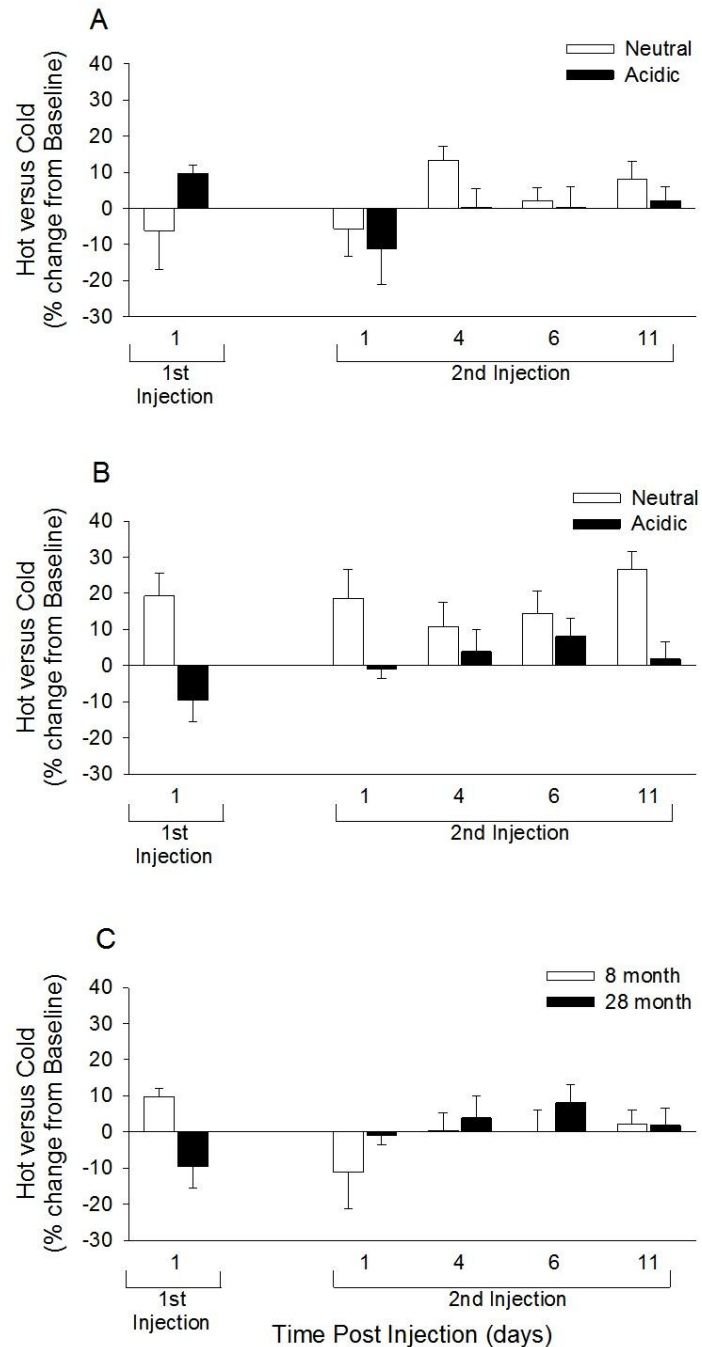 A
Neutral
Acidic
Hot versus Cold
(% change from Baseline)
40
30
20
10
0
-10
-20
-30
1
1
4
6
11
1st
Injection
2nd Injection
B
Neutral
Acidic
Hot versus Cold
(% change from Baseline)
40
30
20
10
0
-10
-20
-30
1
1
4
6
11
1st
Injection
2nd Injection
C
8 month
28 month
Hot versus Cold
(% change from Baseline)
40
30
20
10
0
-10
-20
-30
1
1
4
6
11
1st
Injection
2nd Injection
Time Post Injection (days)